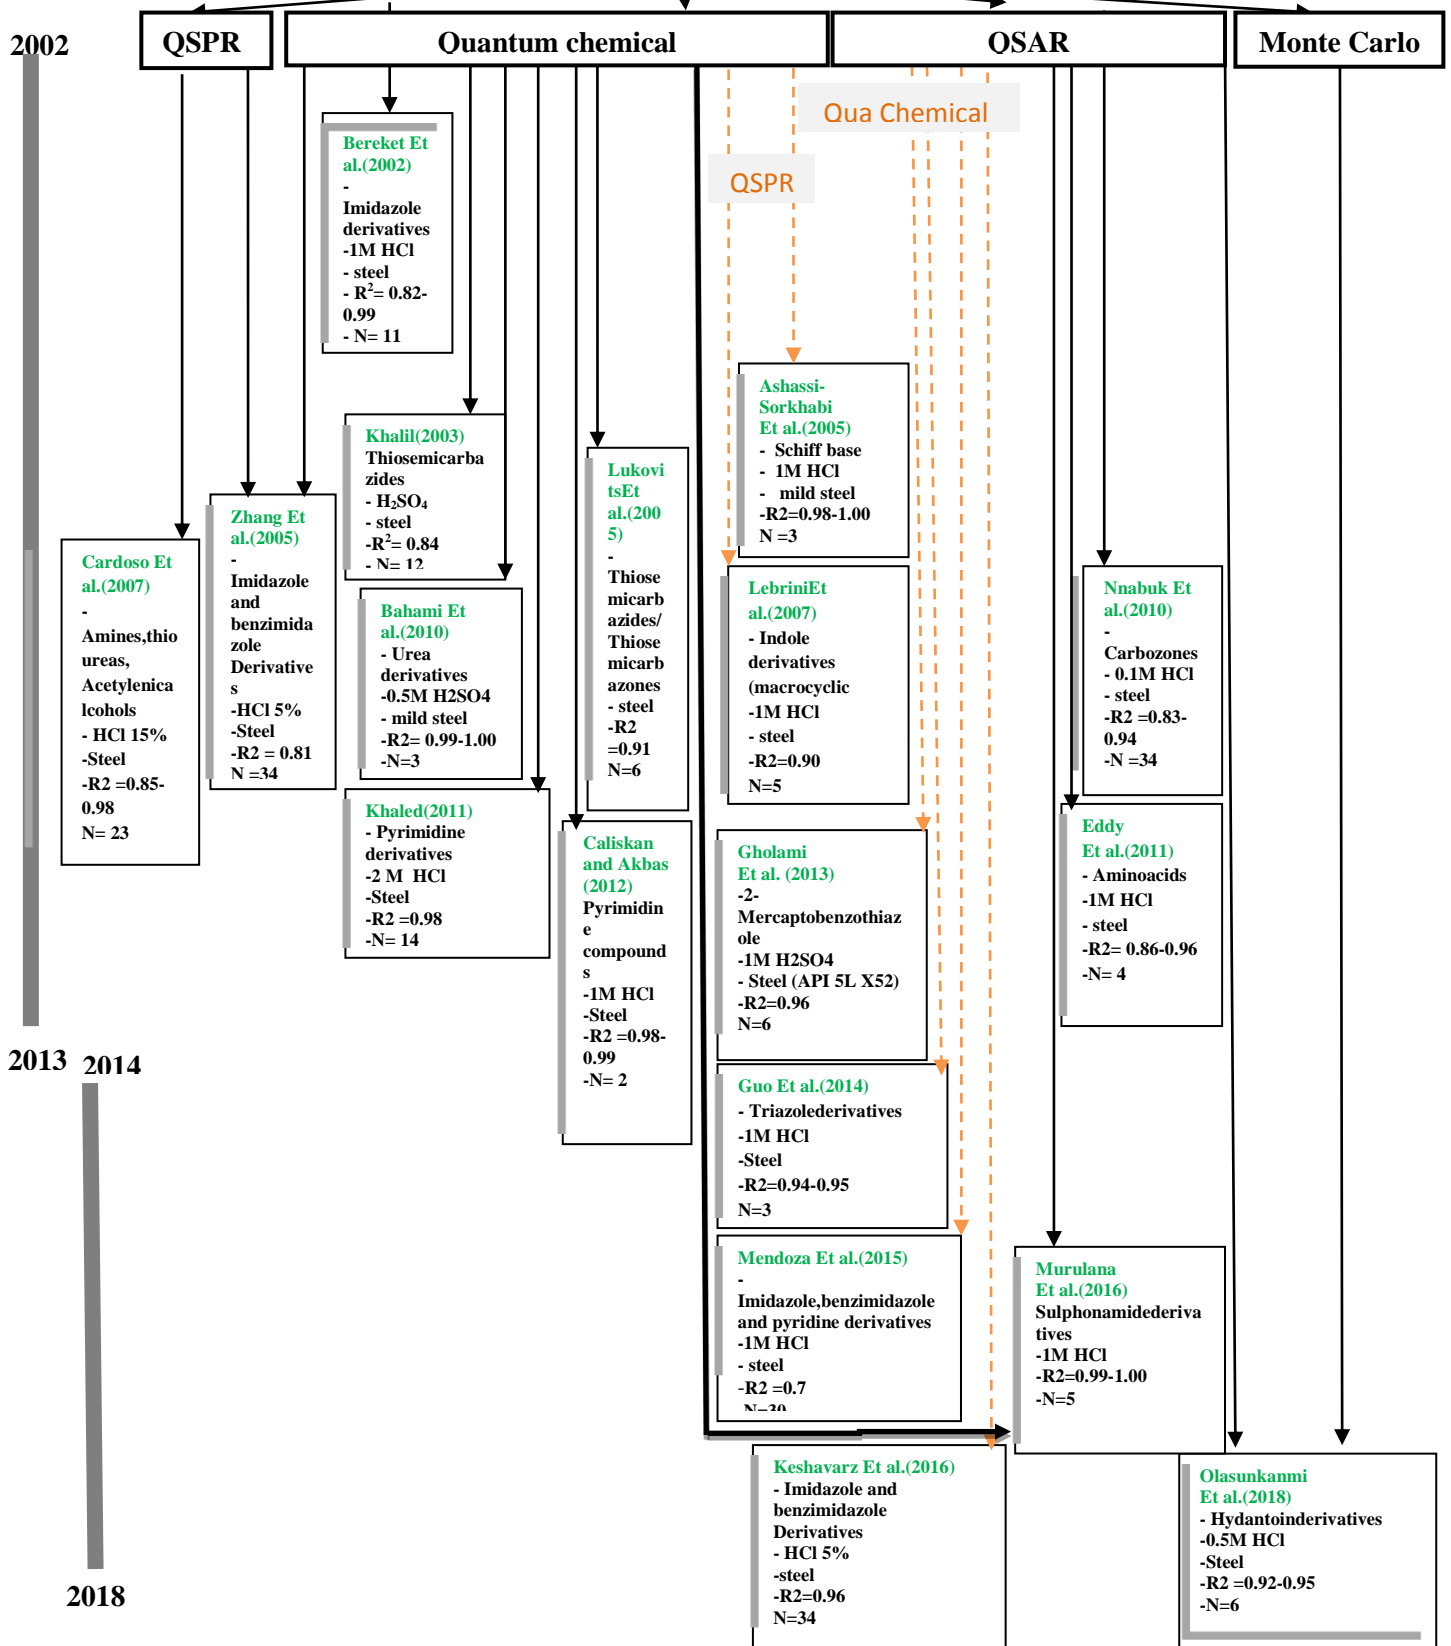 2002
QSPR
Quantum chemical
QSAR
Monte Carlo
Qua Chemical
QSPR
Bereket Et
al.(2002)
-
Imidazole
derivatives
-1M HCl
- steel
- R²= 0.82-
0.99
- N= 11
Khalil(2003)
Thiosemicarba
zides
- H₂SO₄
- steel
-R²= 0.84
- N= 12
Lukovi
tsEt
al.(200
5)
-
Thiose
micarb
azides/
Thiose
micarb
azones
- steel
-R2
=0.91
N=6
Ashassi-
Sorkhabi
Et al.(2005)
- Schiff base
- 1M HCl
- mild steel
-R2=0.98-1.00
N =3
Zhang Et
al.(2005)
-
Imidazole
and
benzimida
zole
Derivative
s
-HCl 5%
-Steel
-R2 = 0.81
N =34
Cardoso Et
al.(2007)
-
Amines,thio
ureas,
Acetylenica
lcohols
- HCl 15%
-Steel
-R2 =0.85-
0.98
N= 23
Bahami Et
al.(2010)
- Urea
derivatives
-0.5M H2SO4
- mild steel
-R2= 0.99-1.00
-N=3
LebriniEt
al.(2007)
- Indole
derivatives
(macrocyclic
-1M HCl
- steel
-R2=0.90
N=5
Nnabuk Et
al.(2010)
-
Carbozones
- 0.1M HCl
- steel
-R2 =0.83-
0.94
-N =34
Khaled(2011)
- Pyrimidine
derivatives
-2 M HCl
-Steel
-R2 =0.98
-N= 14
Caliskan
and Akbas
(2012)
Pyrimidin
e
compound
s
-1M HCl
-Steel
-R2 =0.98-
0.99
-N= 2
Gholami
Et al. (2013)
-2-
Mercaptobenzothiaz
ole
-1M H2SO4
- Steel (API 5L X52)
-R2=0.96
N=6
Eddy
Et al.(2011)
- Aminoacids
-1M HCl
- steel
-R2= 0.86-0.96
-N= 4
2013
2014
Guo Et al.(2014)
- Triazolederivatives
-1M HCl
-Steel
-R2=0.94-0.95
N=3
Mendoza Et al.(2015)
-
Imidazole,benzimidazole
and pyridine derivatives
-1M HCl
- steel
-R2 =0.7
-N=30
Murulana
Et al.(2016)
Sulphonamidederiva
tives
-1M HCl
-R2=0.99-1.00
-N=5
Keshavarz Et al.(2016)
- Imidazole and
benzimidazole
Derivatives
- HCl 5%
-steel
-R2=0.96
N=34
Olasunkanmi
Et al.(2018)
- Hydantoinderivatives
-0.5M HCl
-Steel
-R2 =0.92-0.95
-N=6
2018